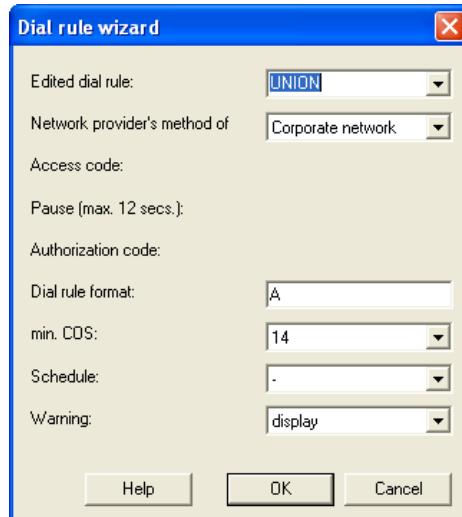 Dial rule wizard
Edited dial rule: UNION
Network provider's method of Corporate network
Access code:
Pause (max. 12 secs.):
Authorization code:
Dial rule format: A
min. COS: 14
Schedule: -
Warning: display
Help OK Cancel